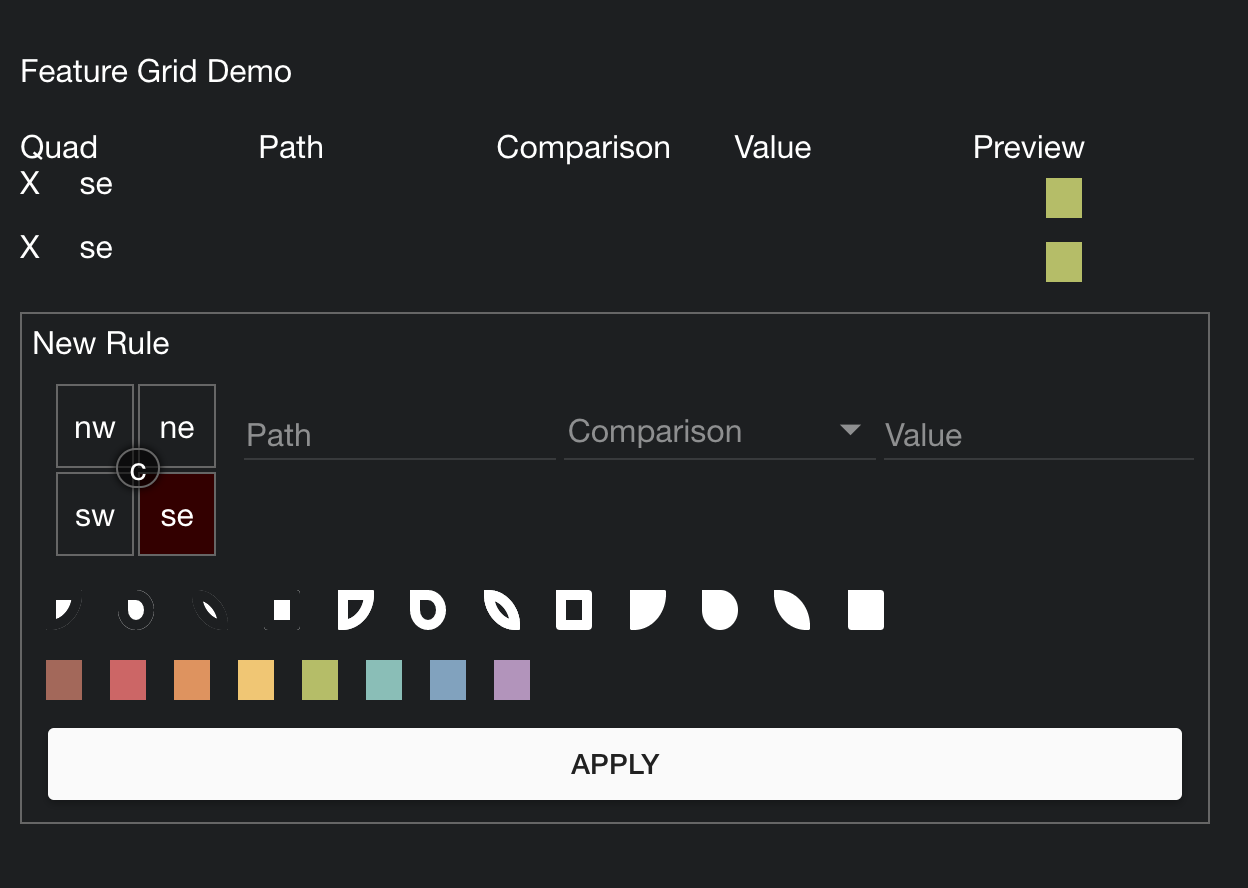 Feature Grid Demo
Quad Path Comparison Value Preview
X se
X se
New Rule
nw ne
c
sw se
Path Comparison Value
APPLY